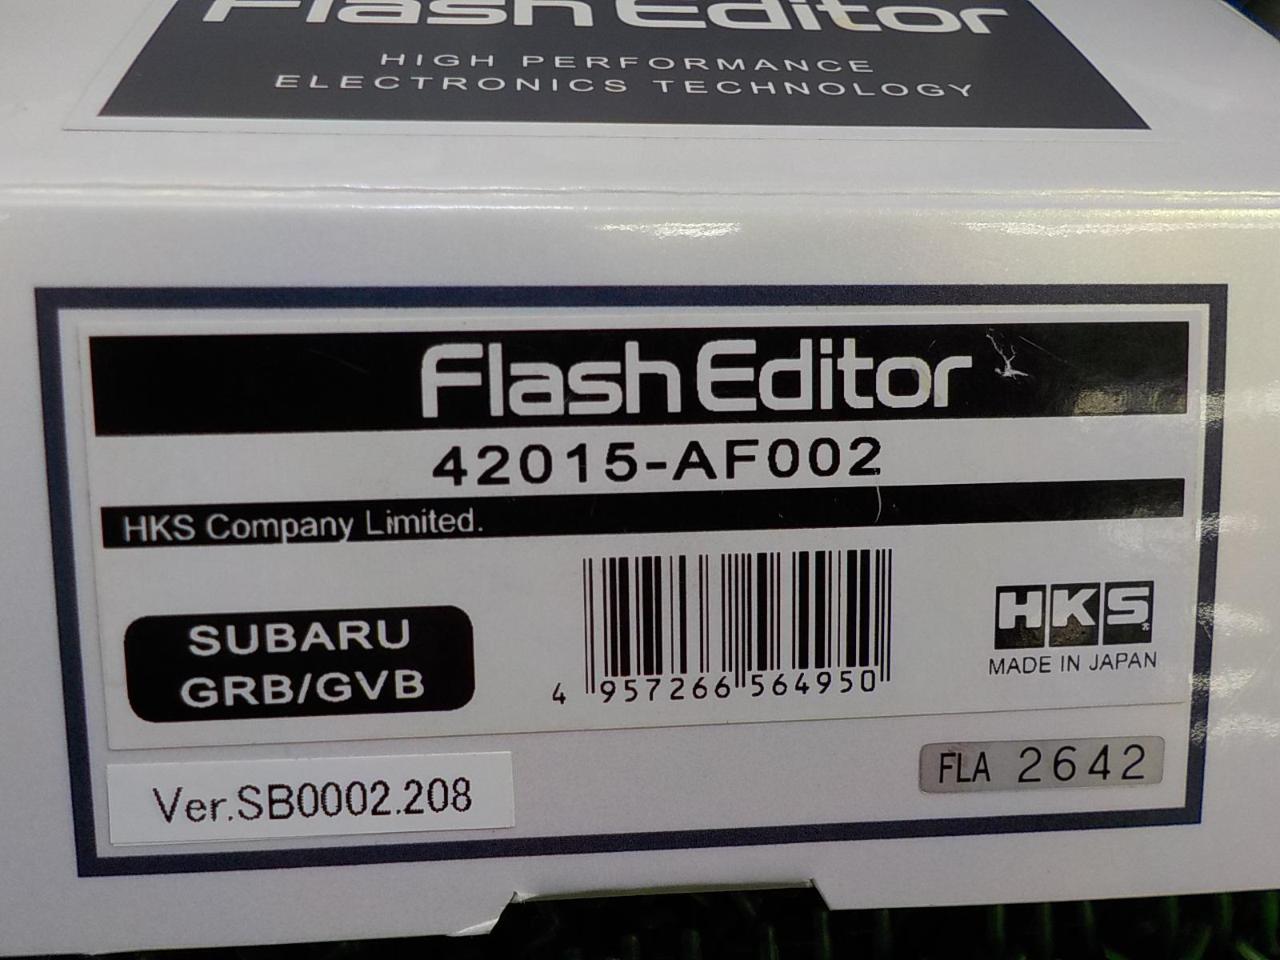 Flash Editor
HIGH PERFORMANCE
ELECTRONICS TECHNOLOGY
Flash Editor
42015-AF002
HKS Company Limited.
SUBARU
GRB/GVB
4 957266 564950
HKS
MADE IN JAPAN
Ver.SB0002.208
FLA 2642